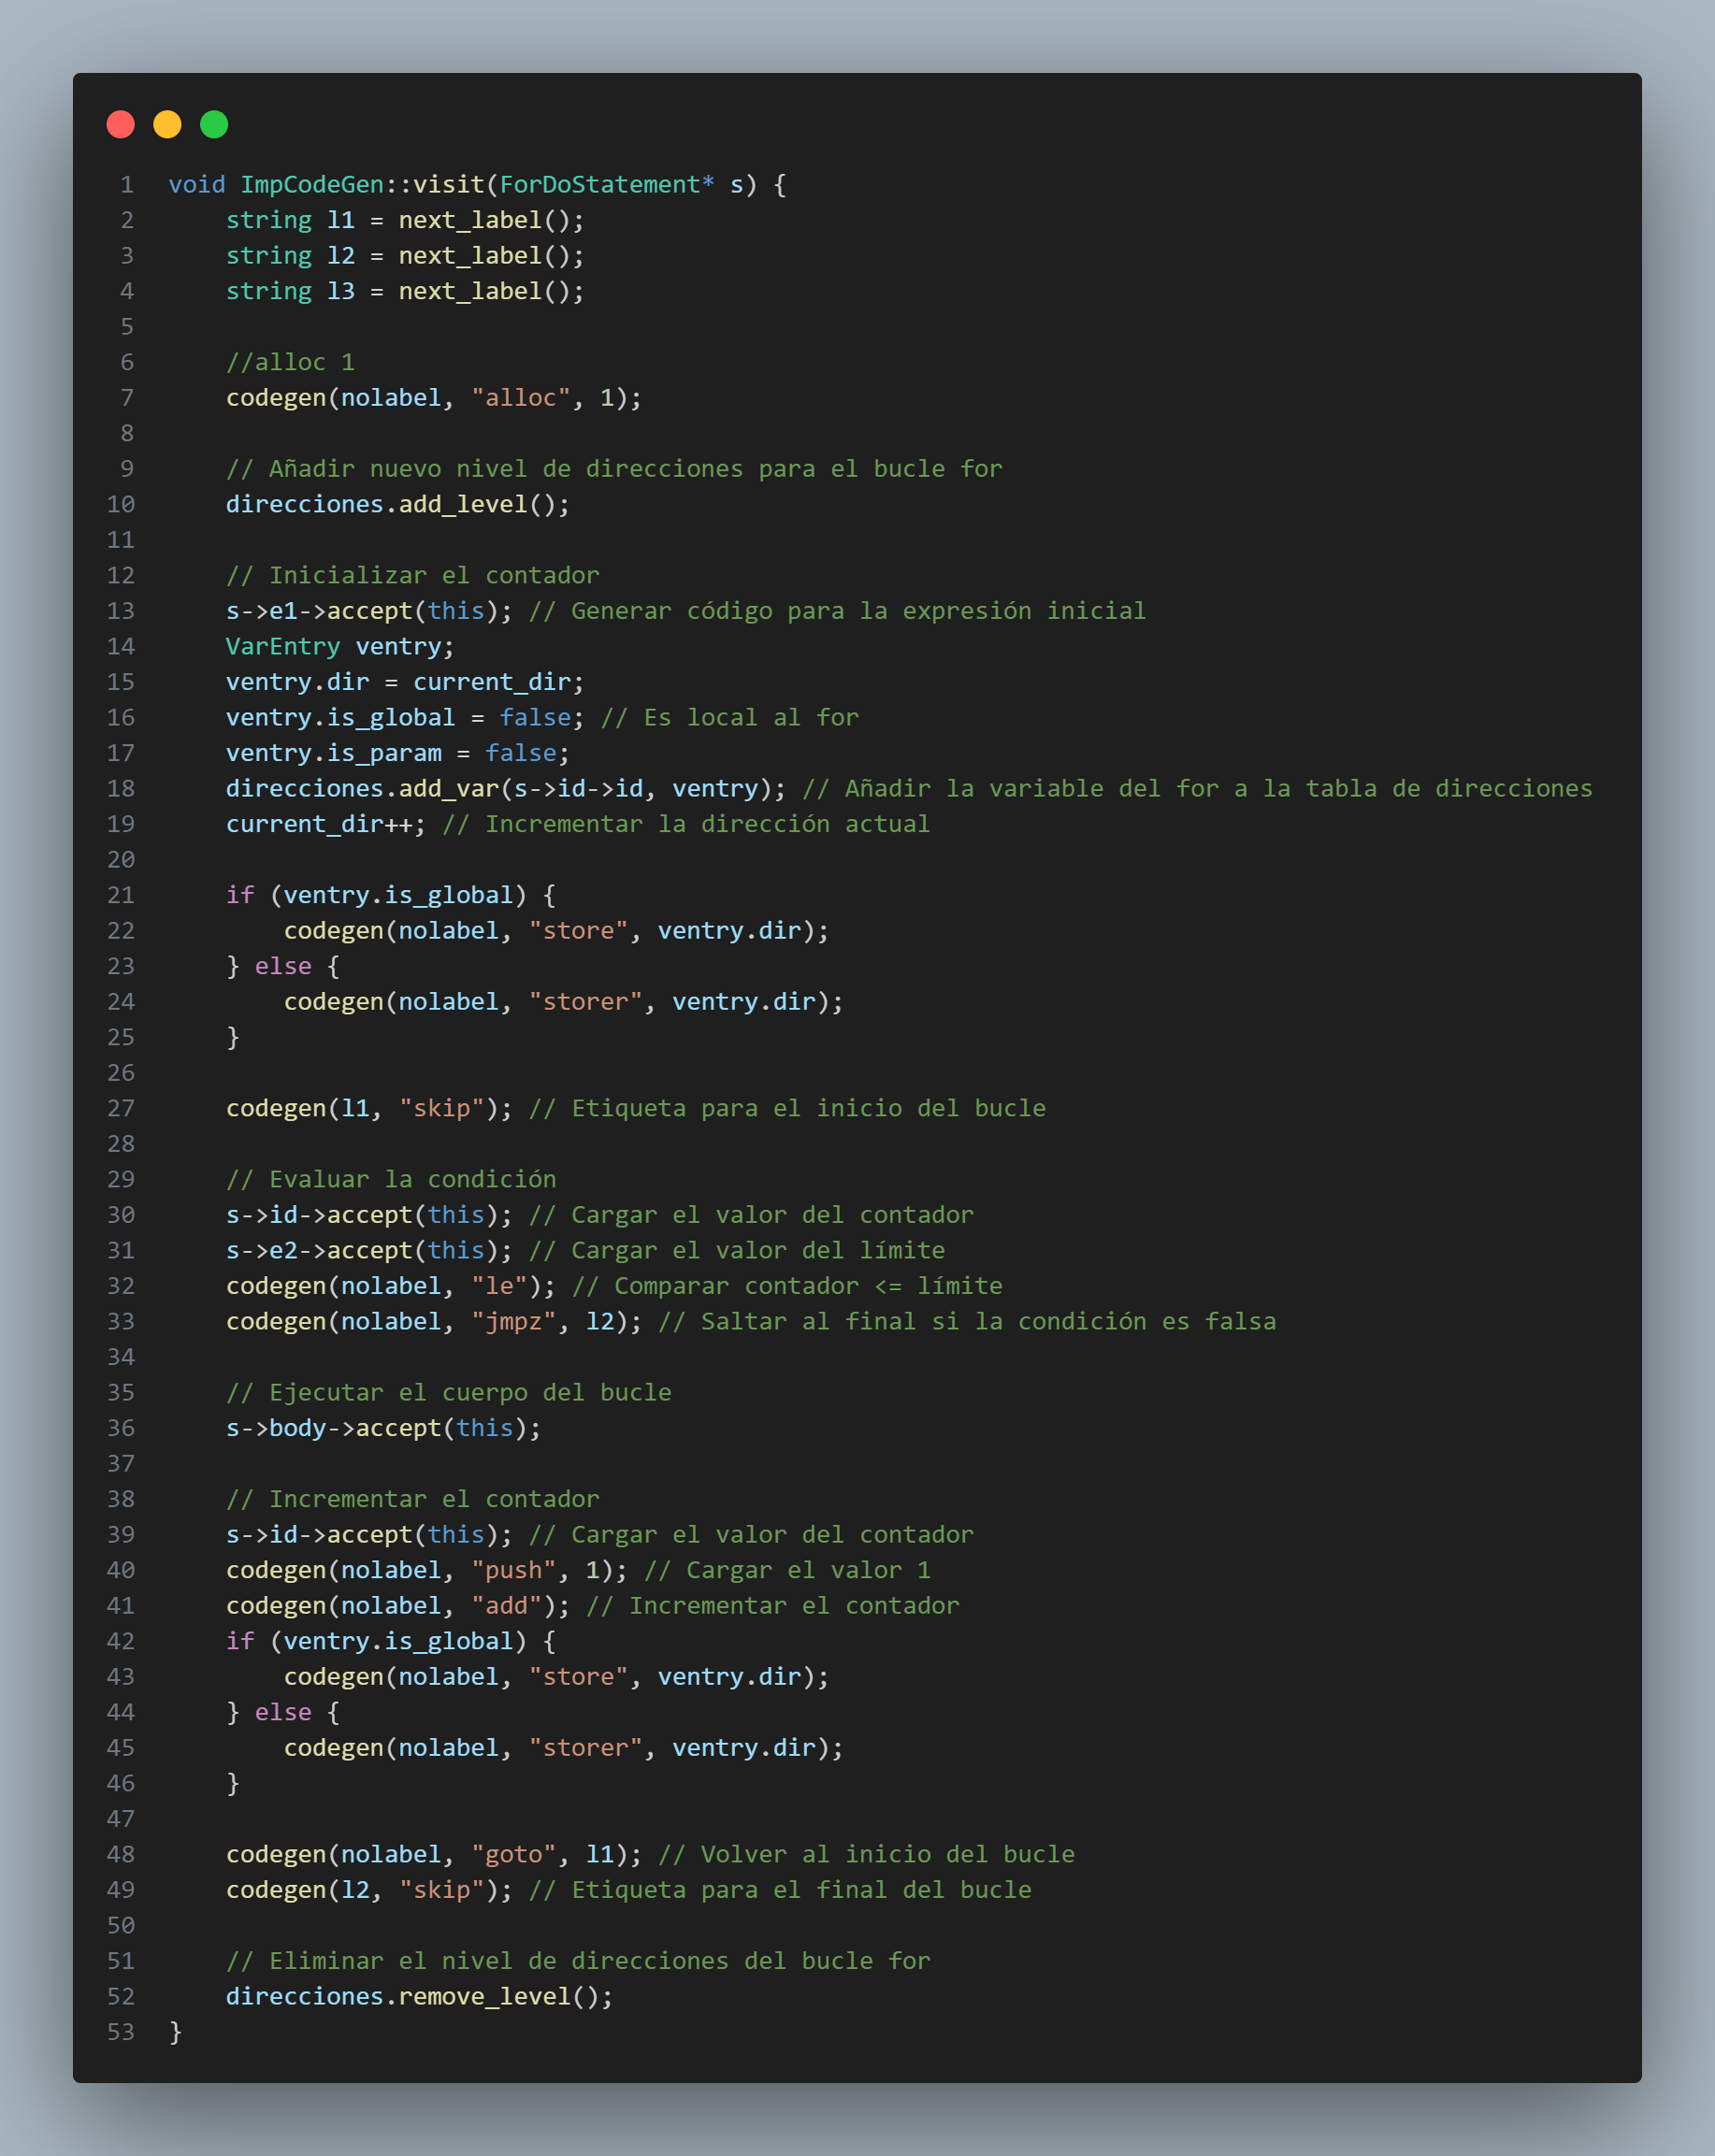 1 void ImpCodeGen::visit(ForDoStatement* s) {
2     string l1 = next_label();
3     string l2 = next_label();
4     string l3 = next_label();
5
6     //alloc 1
7     codegen(nolabel, "alloc", 1);
8
9     // Añadir nuevo nivel de direcciones para el bucle for
10     direcciones.add_level();
11
12     // Inicializar el contador
13     s->e1->accept(this); // Generar código para la expresión inicial
14     VarEntry ventry;
15     ventry.dir = current_dir;
16     ventry.is_global = false; // Es local al for
17     ventry.is_param = false;
18     direcciones.add_var(s->id->id, ventry); // Añadir la variable del for a la tabla de direcciones
19     current_dir++; // Incrementar la dirección actual
20
21     if (ventry.is_global) {
22         codegen(nolabel, "store", ventry.dir);
23     } else {
24         codegen(nolabel, "storer", ventry.dir);
25     }
26
27     codegen(l1, "skip"); // Etiqueta para el inicio del bucle
28
29     // Evaluar la condición
30     s->id->accept(this); // Cargar el valor del contador
31     s->e2->accept(this); // Cargar el valor del límite
32     codegen(nolabel, "le"); // Comparar contador <= límite
33     codegen(nolabel, "jmpz", l2); // Saltar al final si la condición es falsa
34
35     // Ejecutar el cuerpo del bucle
36     s->body->accept(this);
37
38     // Incrementar el contador
39     s->id->accept(this); // Cargar el valor del contador
40     codegen(nolabel, "push", 1); // Cargar el valor 1
41     codegen(nolabel, "add"); // Incrementar el contador
42     if (ventry.is_global) {
43         codegen(nolabel, "store", ventry.dir);
44     } else {
45         codegen(nolabel, "storer", ventry.dir);
46     }
47
48     codegen(nolabel, "goto", l1); // Volver al inicio del bucle
49     codegen(l2, "skip"); // Etiqueta para el final del bucle
50
51     // Eliminar el nivel de direcciones del bucle for
52     direcciones.remove_level();
53 }